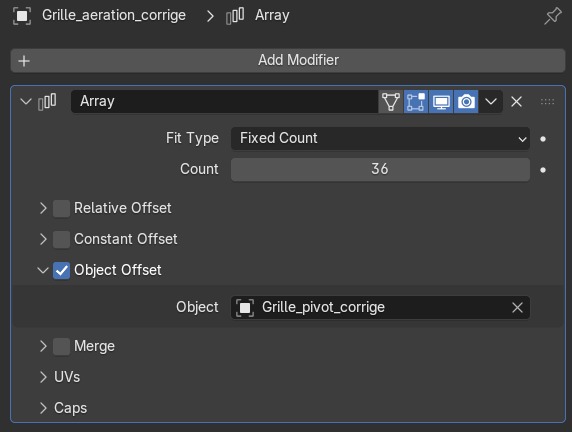 Grille_aeration_corrige > Array
+ Add Modifier
Array
Fit Type Fixed Count
Count 36
Relative Offset
Constant Offset
Object Offset
Object Grille_pivot_corrige
Merge
UVs
Caps